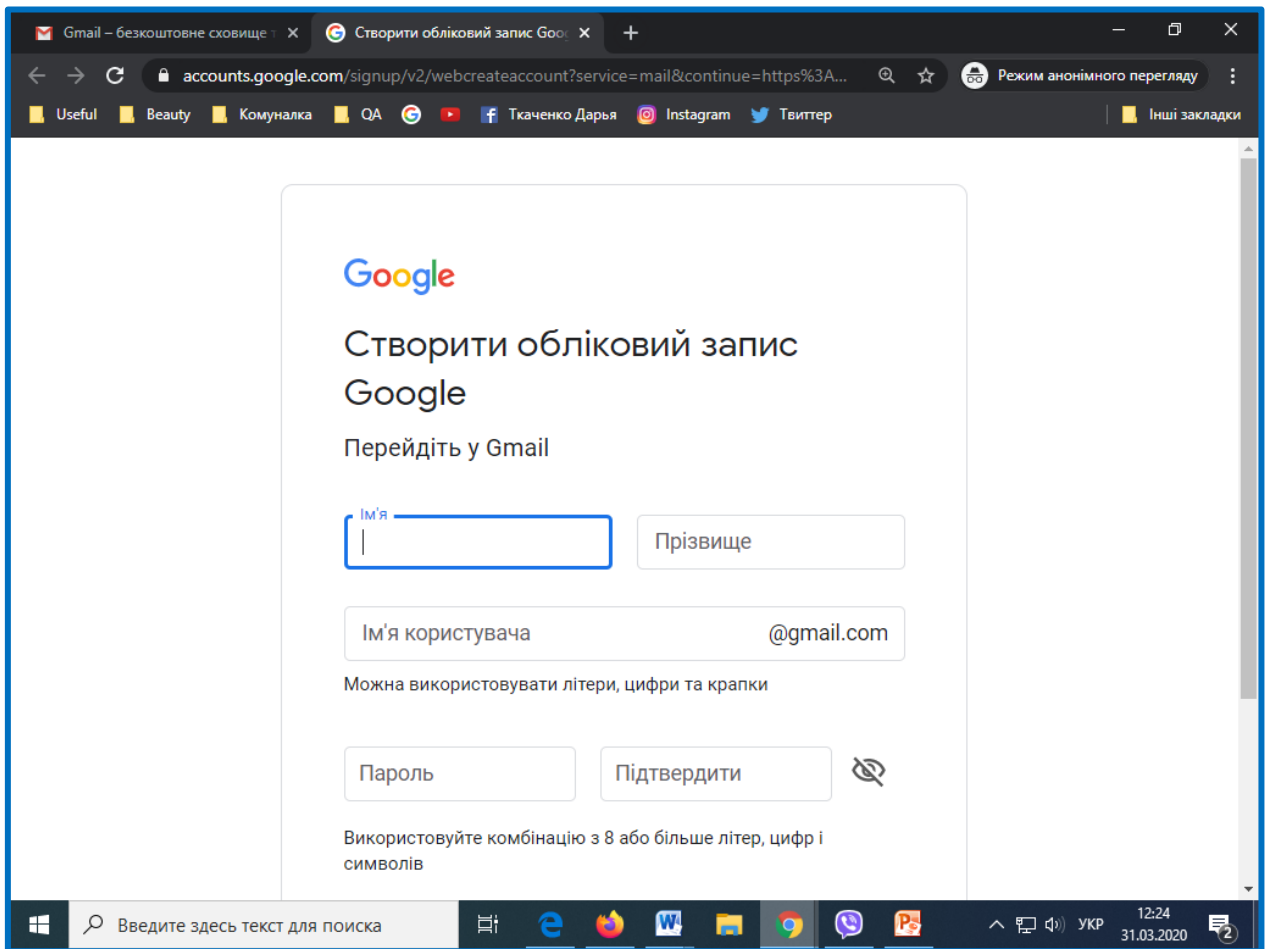 Gmail – безкоштовне сховище т
Створити обліковий запис Goog
accounts.google.com/signup/v2/webcreateaccount?service=mail&continue=https%3A...
Режим анонімного перегляду
Useful Beauty Комуналка QA Ткаченко Дарья Instagram Твиттер Інші закладки
Google
Створити обліковий запис
Google
Перейдіть у Gmail
Ім'я
Прізвище
Ім'я користувача @gmail.com
Можна використовувати літери, цифри та крапки
Пароль Підтвердити
Використовуйте комбінацію з 8 або більше літер, цифр і
символів
Введите здесь текст для поиска
УКР
12:24
31.03.2020
2